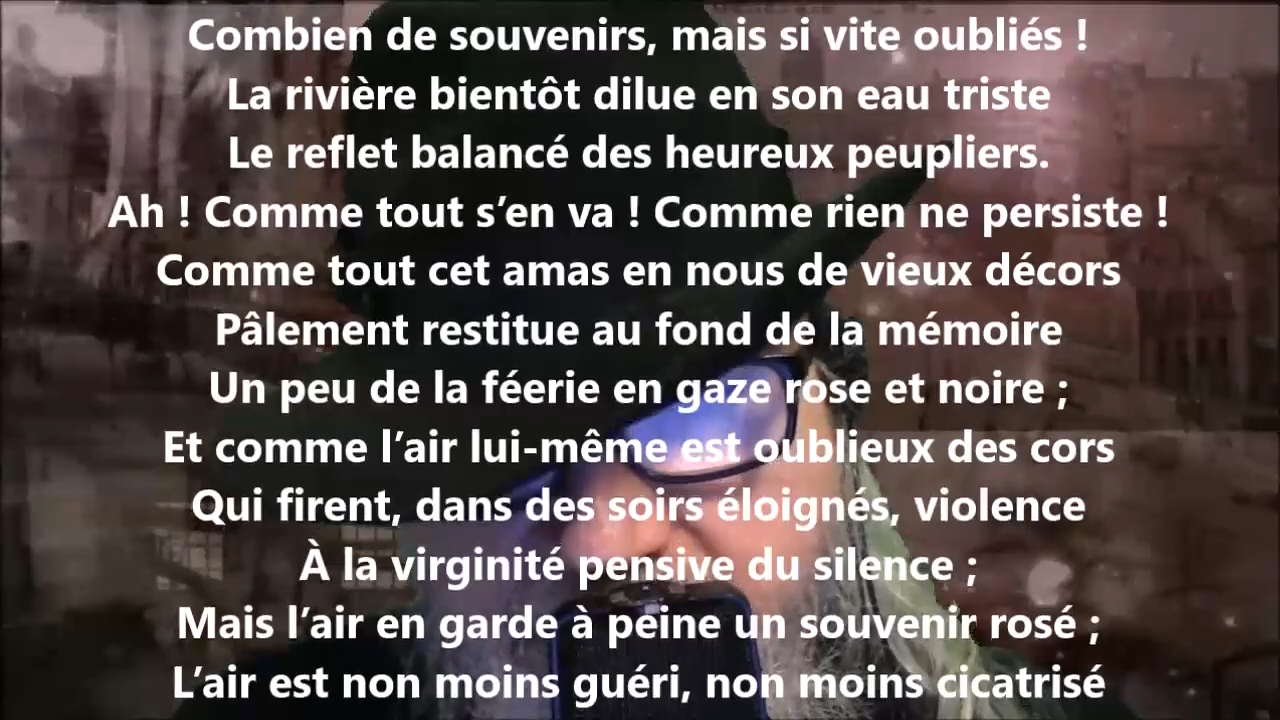 Combien de souvenirs, mais si vite oubliés !
La rivière bientôt dilue en son eau triste
Le reflet balancé des heureux peupliers.
Ah ! Comme tout s’en va ! Comme rien ne persiste !
Comme tout cet amas en nous de vieux décors
Pâlement restitue au fond de la mémoire
Un peu de la féerie en gaze rose et noire ;
Et comme l’air lui-même est oublieux des cors
Qui firent, dans des soirs éloignés, violence
À la virginité pensive du silence ;
Mais l’air en garde à peine un souvenir rosé ;
L’air est non moins guéri, non moins cicatrisé